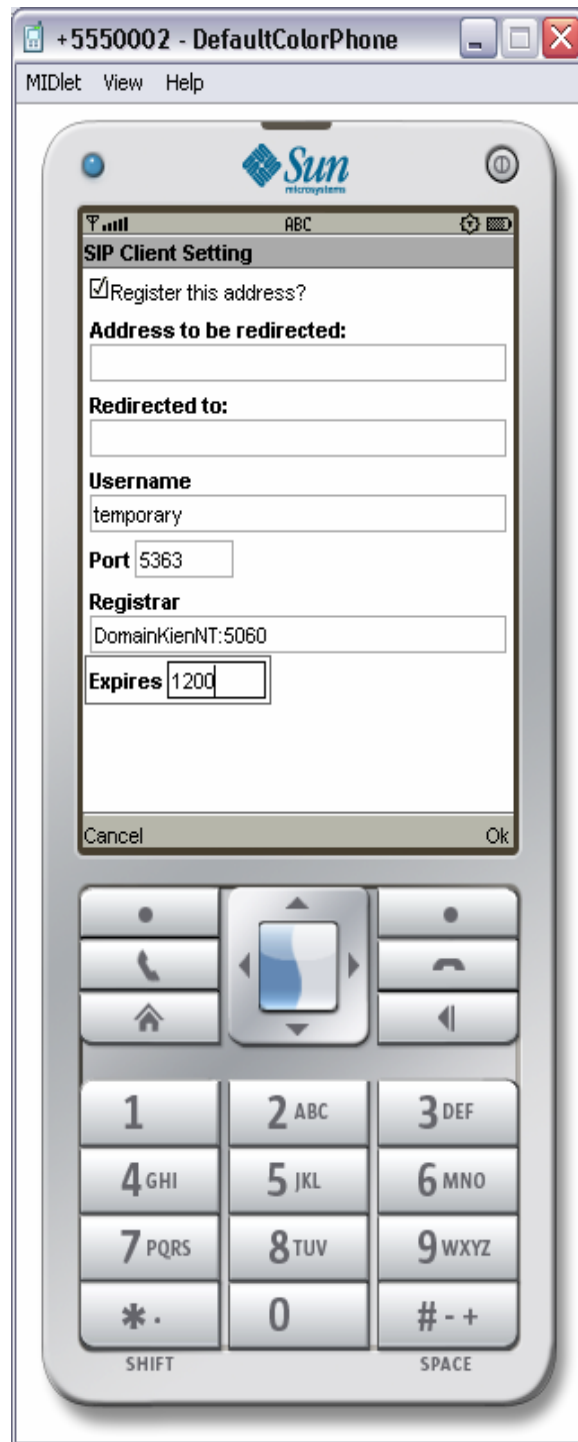 +5550002 - DefaultColorPhone
MIDlet View Help
Sun
microsystems
ABC
SIP Client Setting
Register this address?
Address to be redirected:
Redirected to:
Username
temporary
Port 5363
Registrar
DomainKienNT:5060
Expires 1200
Cancel Ok
1 2 ABC 3 DEF
4 GHI 5 JKL 6 MNO
7 PQRS 8 TUV 9 WXYZ
* . 0 # - +
SHIFT SPACE